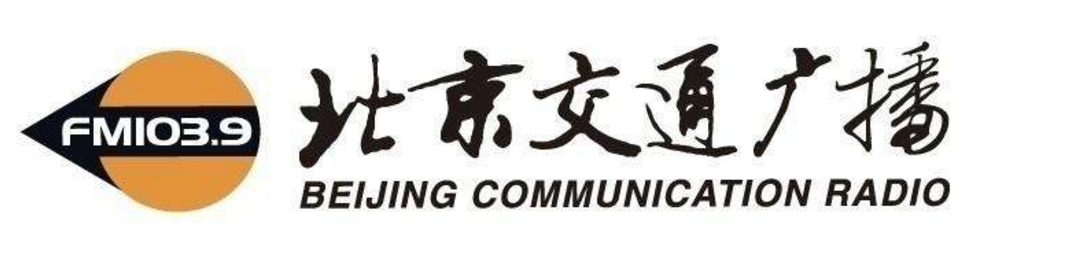 FM103.9
北京交通广播
BEIJING COMMUNICATION RADIO